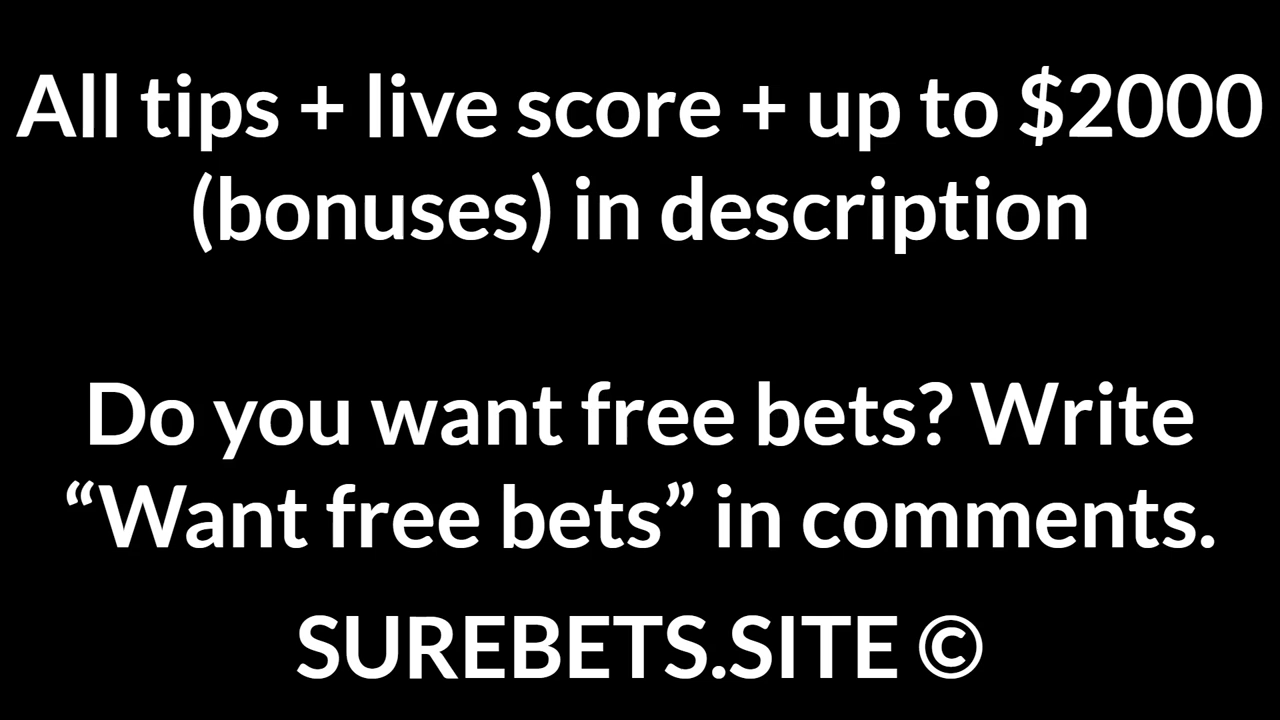 All tips + live score + up to $2000
(bonuses) in description
Do you want free bets? Write
“Want free bets” in comments.
SUREBETS.SITE ©